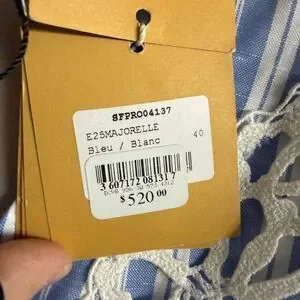 SFPRO04137
E25MAJORELLE
Bleu / Blanc 40
3 607172 081317
$ 520.00